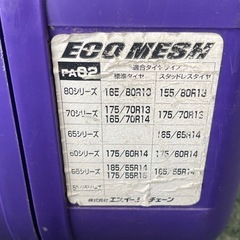 ECO MESH
PA02 適合タイヤサイズ
標準タイヤ スタッドレスタイヤ
80シリーズ 165/80R13 155/80R13
70シリーズ 175/70R13 175/70R13
165/70R14
65シリーズ 165/65R14
60シリーズ 175/60R14 175/60R14
55シリーズ 185/55R14 165/55R14
175/55R15
株式会社 チェーン